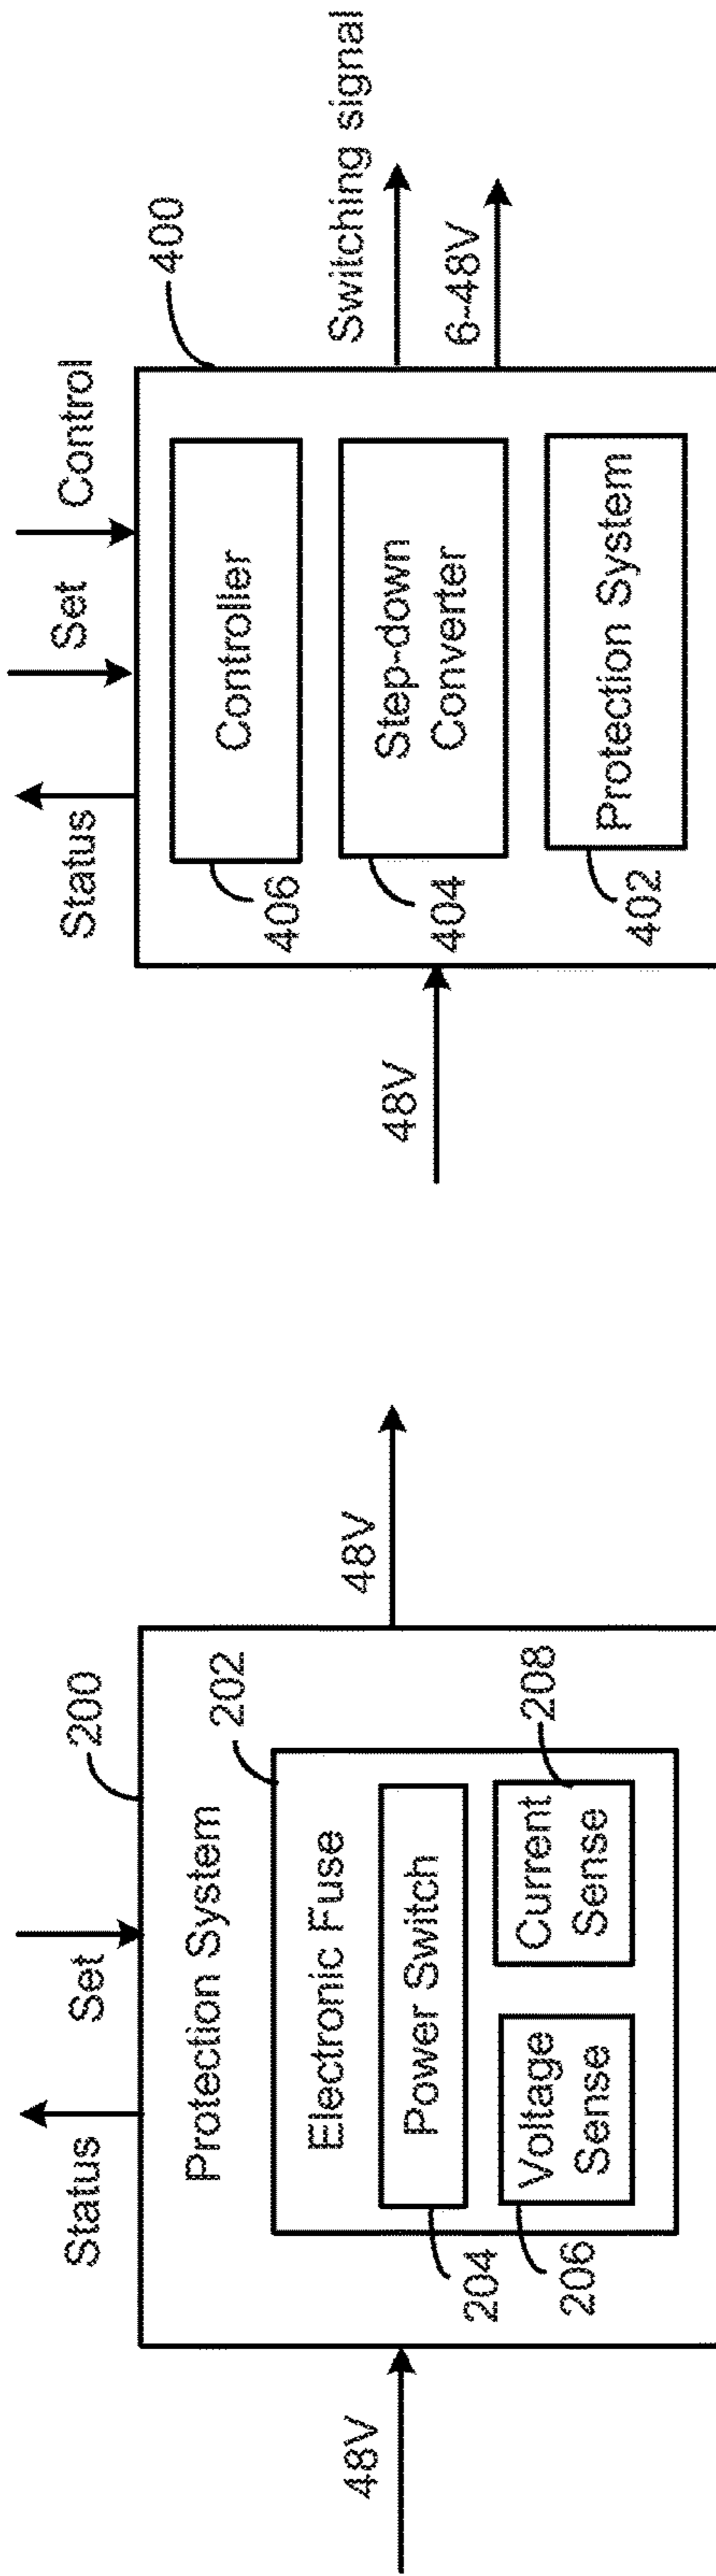 Status
Set
200
Protection System
202
Electronic Fuse
Power Switch
204
Voltage
Sense
206
Current
Sense
208
48V
48V
Status
Set
Control
400
Controller
406
Step-down
Converter
404
Protection System
402
48V
Switching signal
6-48V